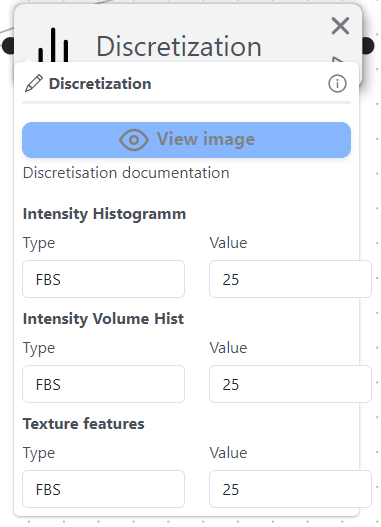 Discretization
Discretization
View image
Discretisation documentation
Intensity Histogramm
Type Value
FBS 25
Intensity Volume Hist
Type Value
FBS 25
Texture features
Type Value
FBS 25